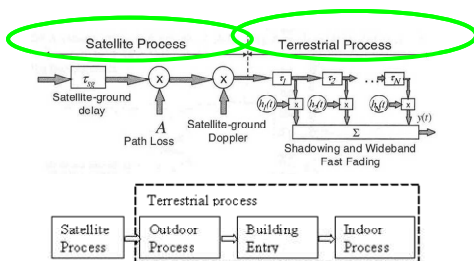 Satellite Process Terrestrial Process
τsg x x τ1 τ2 ... τN
Satellite-ground delay
h1(t) x h2(t) x hN(t) x
A
Path Loss
Satellite-ground Doppler
Σ y(t)
Shadowing and Wideband
Fast Fading
Terrestrial process
Satellite Process
Outdoor Process
Building Entry
Indoor Process